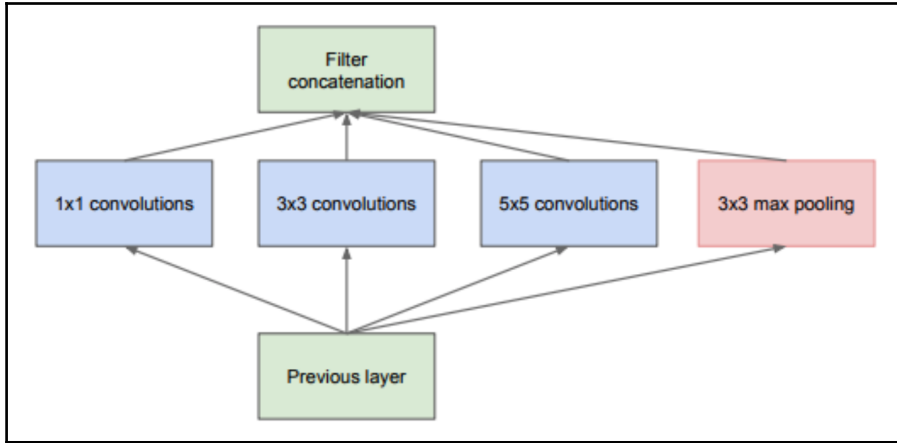 Filter
concatenation
1x1 convolutions
3x3 convolutions
5x5 convolutions
3x3 max pooling
Previous layer